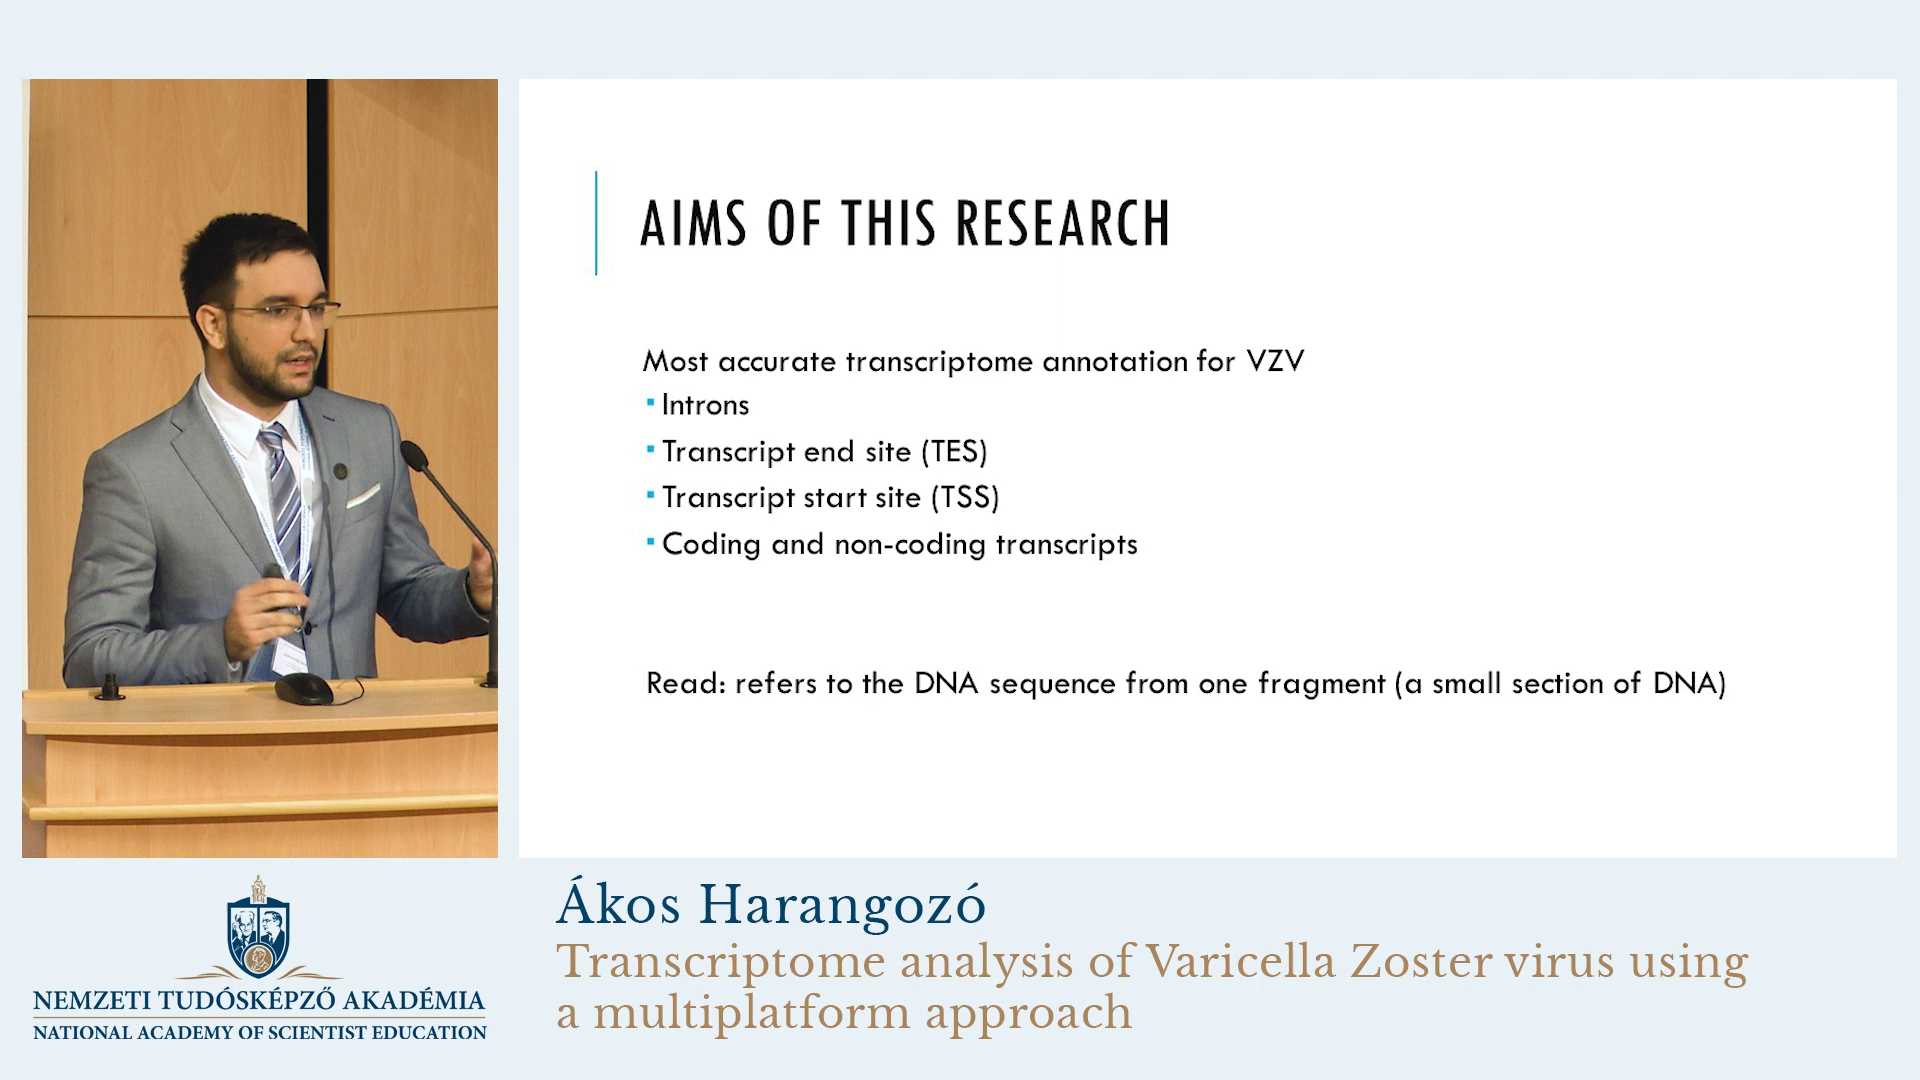 AIMS OF THIS RESEARCH
Most accurate transcriptome annotation for VZV
Introns
Transcript end site (TES)
Transcript start site (TSS)
Coding and non-coding transcripts
Read: refers to the DNA sequence from one fragment (a small section of DNA)
Ákos Harangozó
Transcriptome analysis of Varicella Zoster virus using
a multiplatform approach
NEMZETI TUDÓSKÉPZŐ AKADÉMIA
NATIONAL ACADEMY OF SCIENTIST EDUCATION